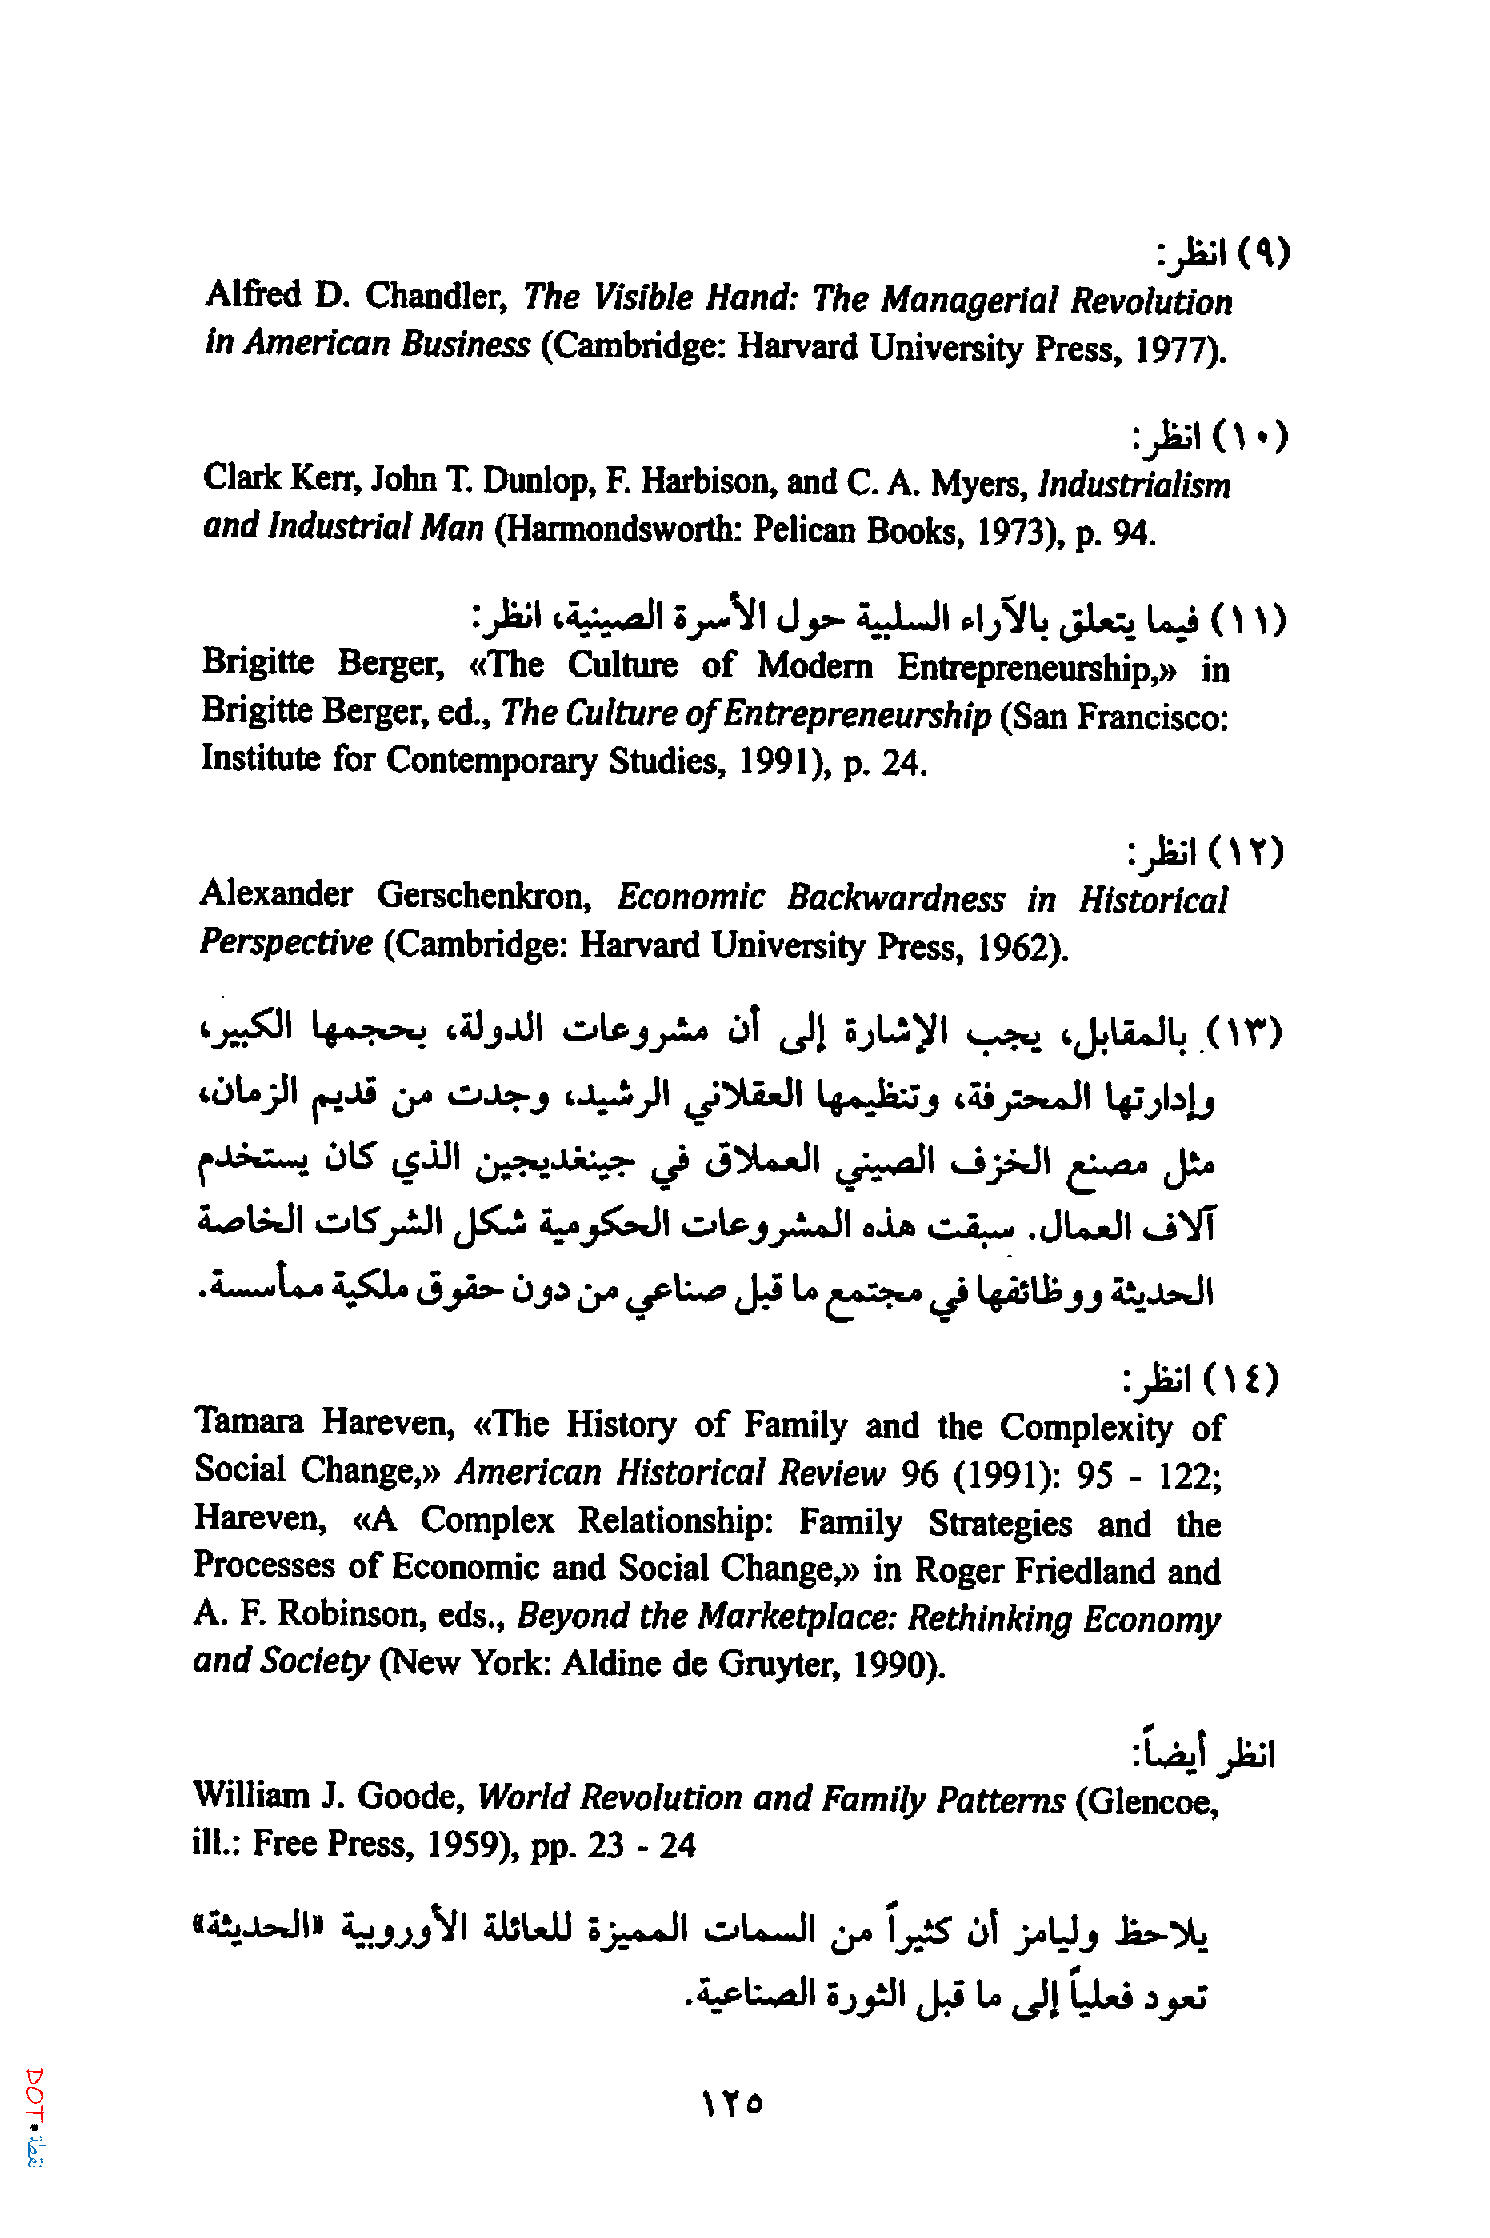 (٩) انظر:
Alfred D. Chandler, The Visible Hand: The Managerial Revolution
in American Business (Cambridge: Harvard University Press, 1977).
(١٠) انظر:
Clark Kerr, John T. Dunlop, F. Harbison, and C. A. Myers, Industrialism
and Industrial Man (Harmondsworth: Pelican Books, 1973), p. 94.
(١١) فيما يتعلق بالآراء السلبية حول الأسرة الصينية، انظر:
Brigitte Berger, «The Culture of Modern Entrepreneurship,» in
Brigitte Berger, ed., The Culture of Entrepreneurship (San Francisco:
Institute for Contemporary Studies, 1991), p. 24.
(١٢) انظر:
Alexander Gerschenkron, Economic Backwardness in Historical
Perspective (Cambridge: Harvard University Press, 1962).
(١٣) بالمقابل، يجب الإشارة إلى أن مشروعات الدولة، بحجمها الكبير،
وإدارتها المحترفة، وتنظيمها العقلاني الرشيد، وجدت من قديم الزمان،
مثل مصنع الخزف الصيني العملاق في جينغديجين الذي كان يستخدم
آلاف العمال. سبقت هذه المشروعات الحكومية شكل الشركات الخاصة
الحديثة ووظائفها في مجتمع ما قبل صناعي من دون حقوق ملكية ممأسسة.
(١٤) انظر:
Tamara Hareven, «The History of Family and the Complexity of
Social Change,» American Historical Review 96 (1991): 95 - 122;
Hareven, «A Complex Relationship: Family Strategies and the
Processes of Economic and Social Change,» in Roger Friedland and
A. F. Robinson, eds., Beyond the Marketplace: Rethinking Economy
and Society (New York: Aldine de Gruyter, 1990).
انظر أيضاً:
William J. Goode, World Revolution and Family Patterns (Glencoe,
ill.: Free Press, 1959), pp. 23 - 24
يلاحظ وليامز أن كثيراً من السمات المميزة للعائلة الأوروبية «الحديثة»
تعود فعلياً إلى ما قبل الثورة الصناعية.
١٢٥
DOT • نقطة